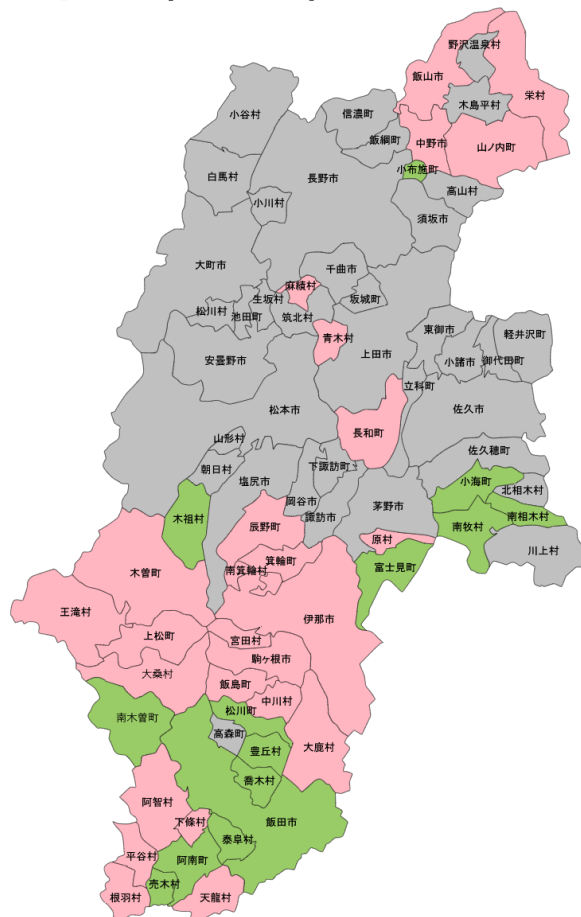 野沢温泉村
飯山市
栄村
木島平村
小谷村
信濃町
飯綱町
中野市
山ノ内町
小布施町
白馬村
長野市
高山村
小川村
須坂市
大町市
千曲市
麻績村
生坂村
坂城町
松川村
池田町
筑北村
東御市
軽井沢町
青木村
上田市
安曇野市
小諸市
御代田町
立科町
松本市
佐久市
長和町
山形村
佐久穂町
下諏訪町
朝日村
塩尻市
小海町
北相木村
岡谷市
茅野市
木祖村
諏訪市
南相木村
辰野町
南牧村
原村
川上村
箕輪町
南箕輪村
富士見町
木曽町
王滝村
伊那市
上松町
宮田村
駒ヶ根市
大桑村
飯島町
中川村
松川町
南木曽町
高森町
豊丘村
大鹿村
喬木村
阿智村
下條村
飯田市
泰阜村
平谷村
阿南町
売木村
根羽村
天龍村